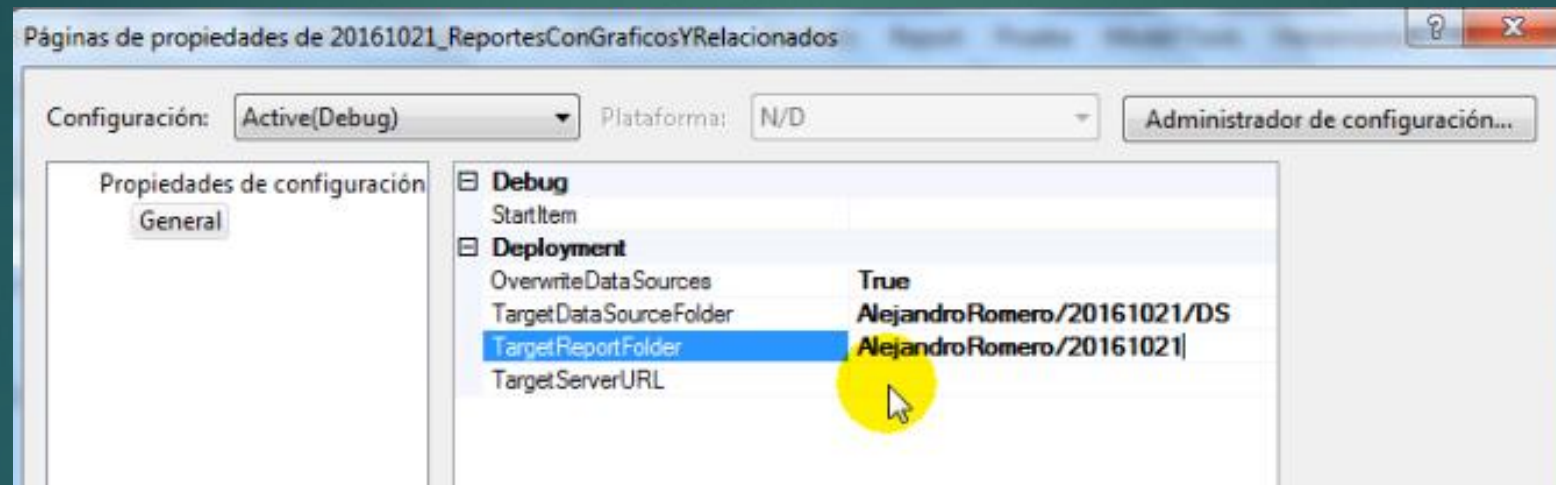 Páginas de propiedades de 20161021_ReportesConGraficosYRelacionados
Configuración: Active(Debug) Plataforma: N/D Administrador de configuración...
Propiedades de configuración
General
Debug
StartItem
Deployment
OverwriteDataSources True
TargetDataSourceFolder AlejandroRomero/20161021/DS
TargetReportFolder AlejandroRomero/20161021
TargetServerURL